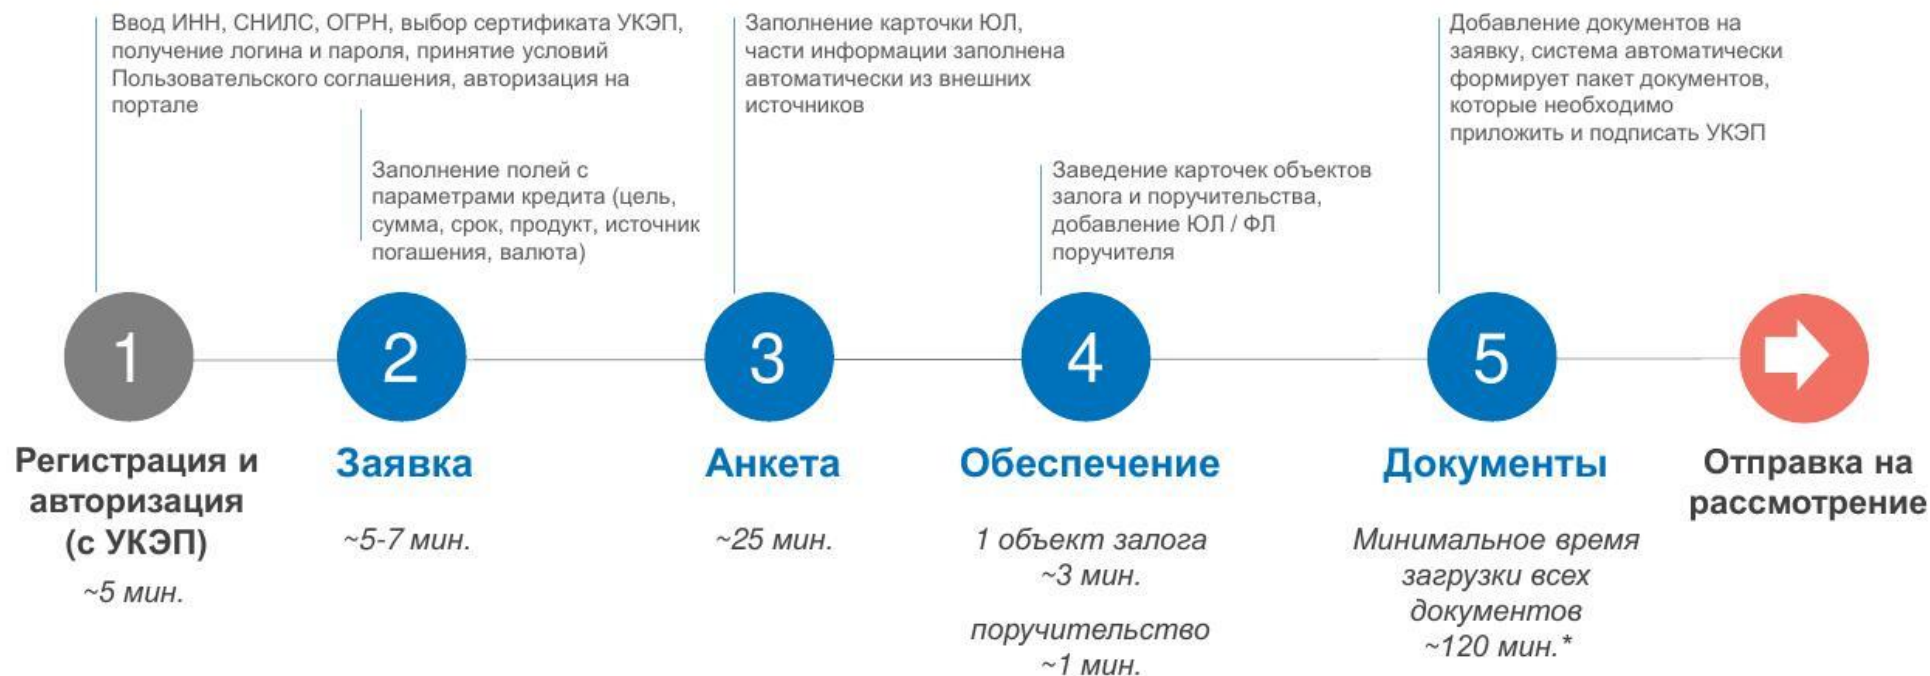 Ввод ИНН, СНИЛС, ОГРН, выбор сертификата УКЭП,
получение логина и пароля, принятие условий
Пользовательского соглашения, авторизация на
портале
Заполнение полей с
параметрами кредита (цель,
сумма, срок, продукт, источник
погашения, валюта)
Заполнение карточки ЮЛ,
части информации заполнена
автоматически из внешних
источников
Заведение карточек объектов
залога и поручительства,
добавление ЮЛ / ФЛ
поручителя
Добавление документов на
заявку, система автоматически
формирует пакет документов,
которые необходимо
приложить и подписать УКЭП
1
Регистрация и
авторизация
(с УКЭП)
~5 мин.
2
Заявка
~5-7 мин.
3
Анкета
~25 мин.
4
Обеспечение
1 объект залога
~3 мин.
поручительство
~1 мин.
5
Документы
Минимальное время
загрузки всех
документов
~120 мин.*
Отправка на
рассмотрение